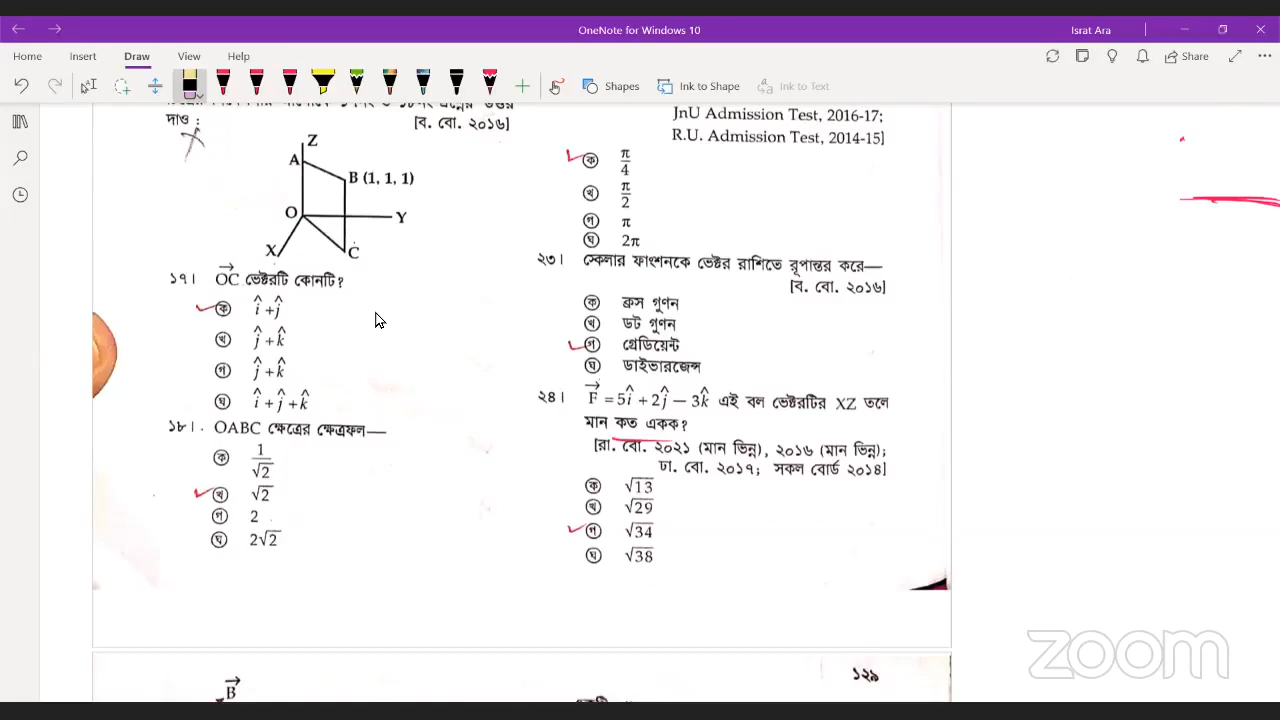 OneNote for Windows 10
Israt Ara
Home
Insert
Draw
View
Help
Share
Shapes
Ink to Shape
Ink to Text
দাও :
[ব. বো. ২০১৬]
Z
A
B (1, 1, 1)
O
Y
X
C
১৭। OC→ ভেক্টরটি কোনটি?
ক î + ĵ
খ ĵ + k̂
গ ĵ + k̂
ঘ î + ĵ + k̂
১৮। OABC ক্ষেত্রের ক্ষেত্রফল—
ক 1/√2
খ √2
গ 2
ঘ 2√2
JnU Admission Test, 2016-17;
R.U. Admission Test, 2014-15]
ক π/4
খ π/2
গ π
ঘ 2π
২৩। স্কেলার ফাংশনকে ভেক্টর রাশিতে রূপান্তর করে—
[ব. বো. ২০১৬]
ক ক্রস গুণন
খ ডট গুণন
গ গ্রেডিয়েন্ট
ঘ ডাইভারজেন্স
২৪। F→ = 5î + 2ĵ − 3k̂ এই বল ভেক্টরটির XZ তলে
মান কত একক?
[রা. বো. ২০২১ (মান ভিন্ন), ২০১৬ (মান ভিন্ন);
ঢা. বো. ২০১৭; সকল বোর্ড ২০১৪]
ক √13
খ √29
গ √34
ঘ √38
১২৯
B→
zoom